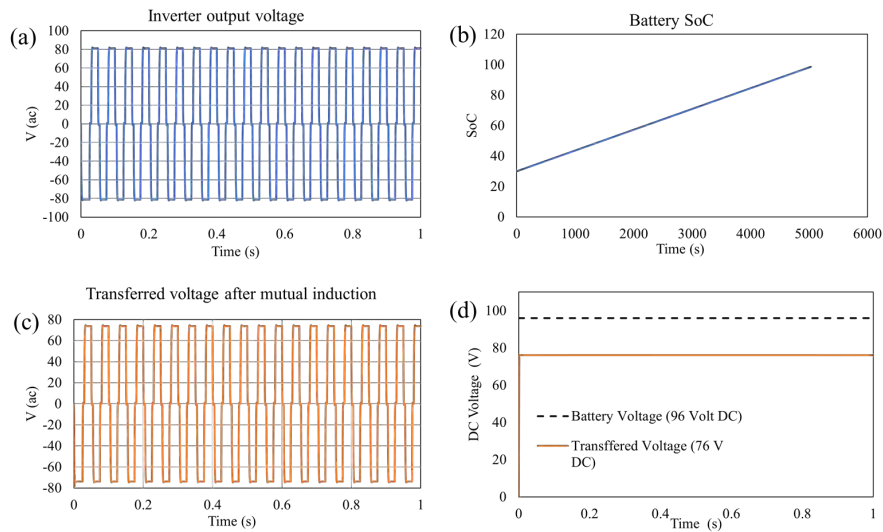 (a)
Inverter output voltage
V (ac)
100
80
60
40
20
0
-20
-40
-60
-80
-100
0 0.2 0.4 0.6 0.8 1
Time (s)
(b)
Battery SoC
SoC
120
100
80
60
40
20
0
0 1000 2000 3000 4000 5000 6000
Time (s)
(c)
Transferred voltage after mutual induction
V (ac)
80
60
40
20
0
-20
-40
-60
-80
0 0.2 0.4 0.6 0.8 1
Time (s)
(d)
DC Voltage (V)
100
80
60
40
20
0
Battery Voltage (96 Volt DC)
Transffered Voltage (76 V
DC)
0 0.2 0.4 0.6 0.8 1
Time (s)